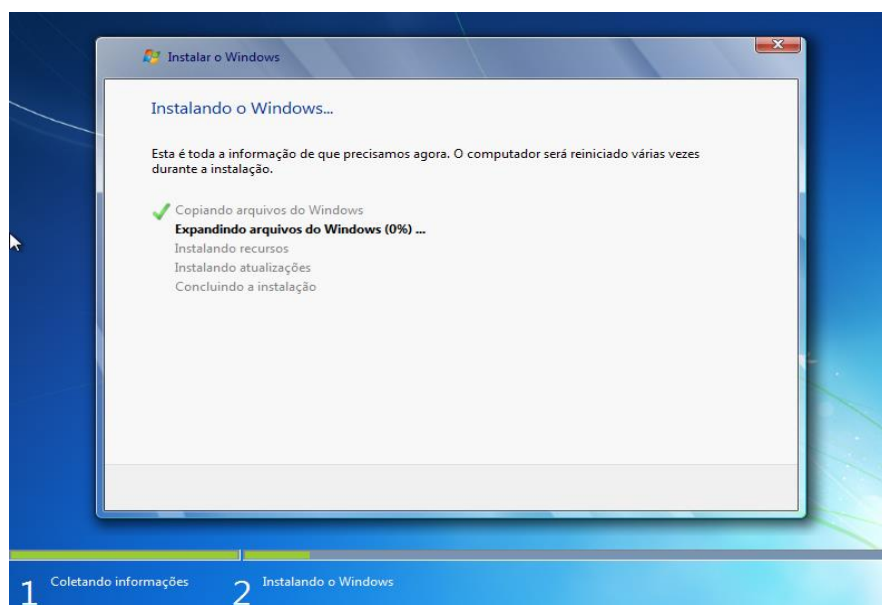 Instalar o Windows
Instalando o Windows...
Esta é toda a informação de que precisamos agora. O computador será reiniciado várias vezes
durante a instalação.
Copiando arquivos do Windows
Expandindo arquivos do Windows (0%) ...
Instalando recursos
Instalando atualizações
Concluindo a instalação
1 Coletando informações 2 Instalando o Windows